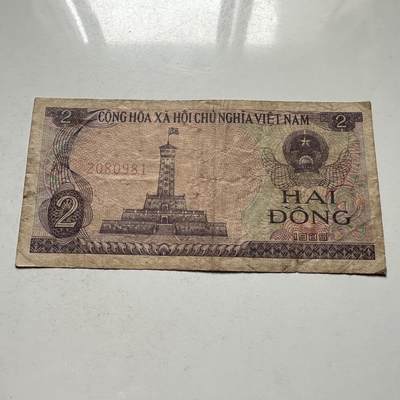 2 CỘNG HÒA XÃ HỘI CHỦ NGHĨA VIỆT NAM 2
2080981
2
HAI
ĐỒNG